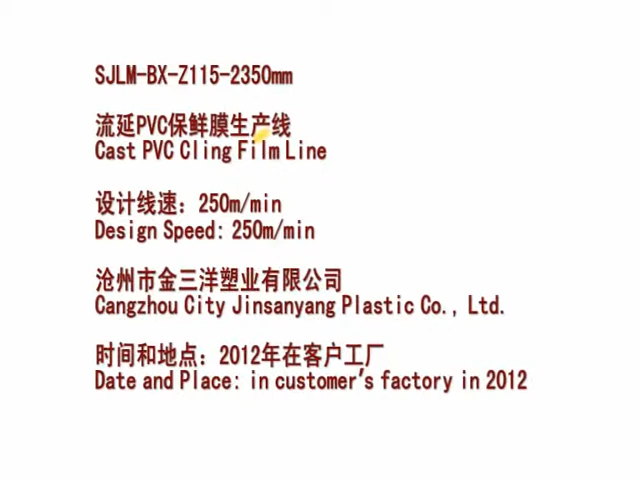 SJLM-BX-Z115-2350mm
流延PVC保鲜膜生产线
Cast PVC Cling Film Line
设计线速：250m/min
Design Speed: 250m/min
沧州市金三洋塑业有限公司
Cangzhou City Jinsanyang Plastic Co., Ltd.
时间和地点：2012年在客户工厂
Date and Place: in customer's factory in 2012